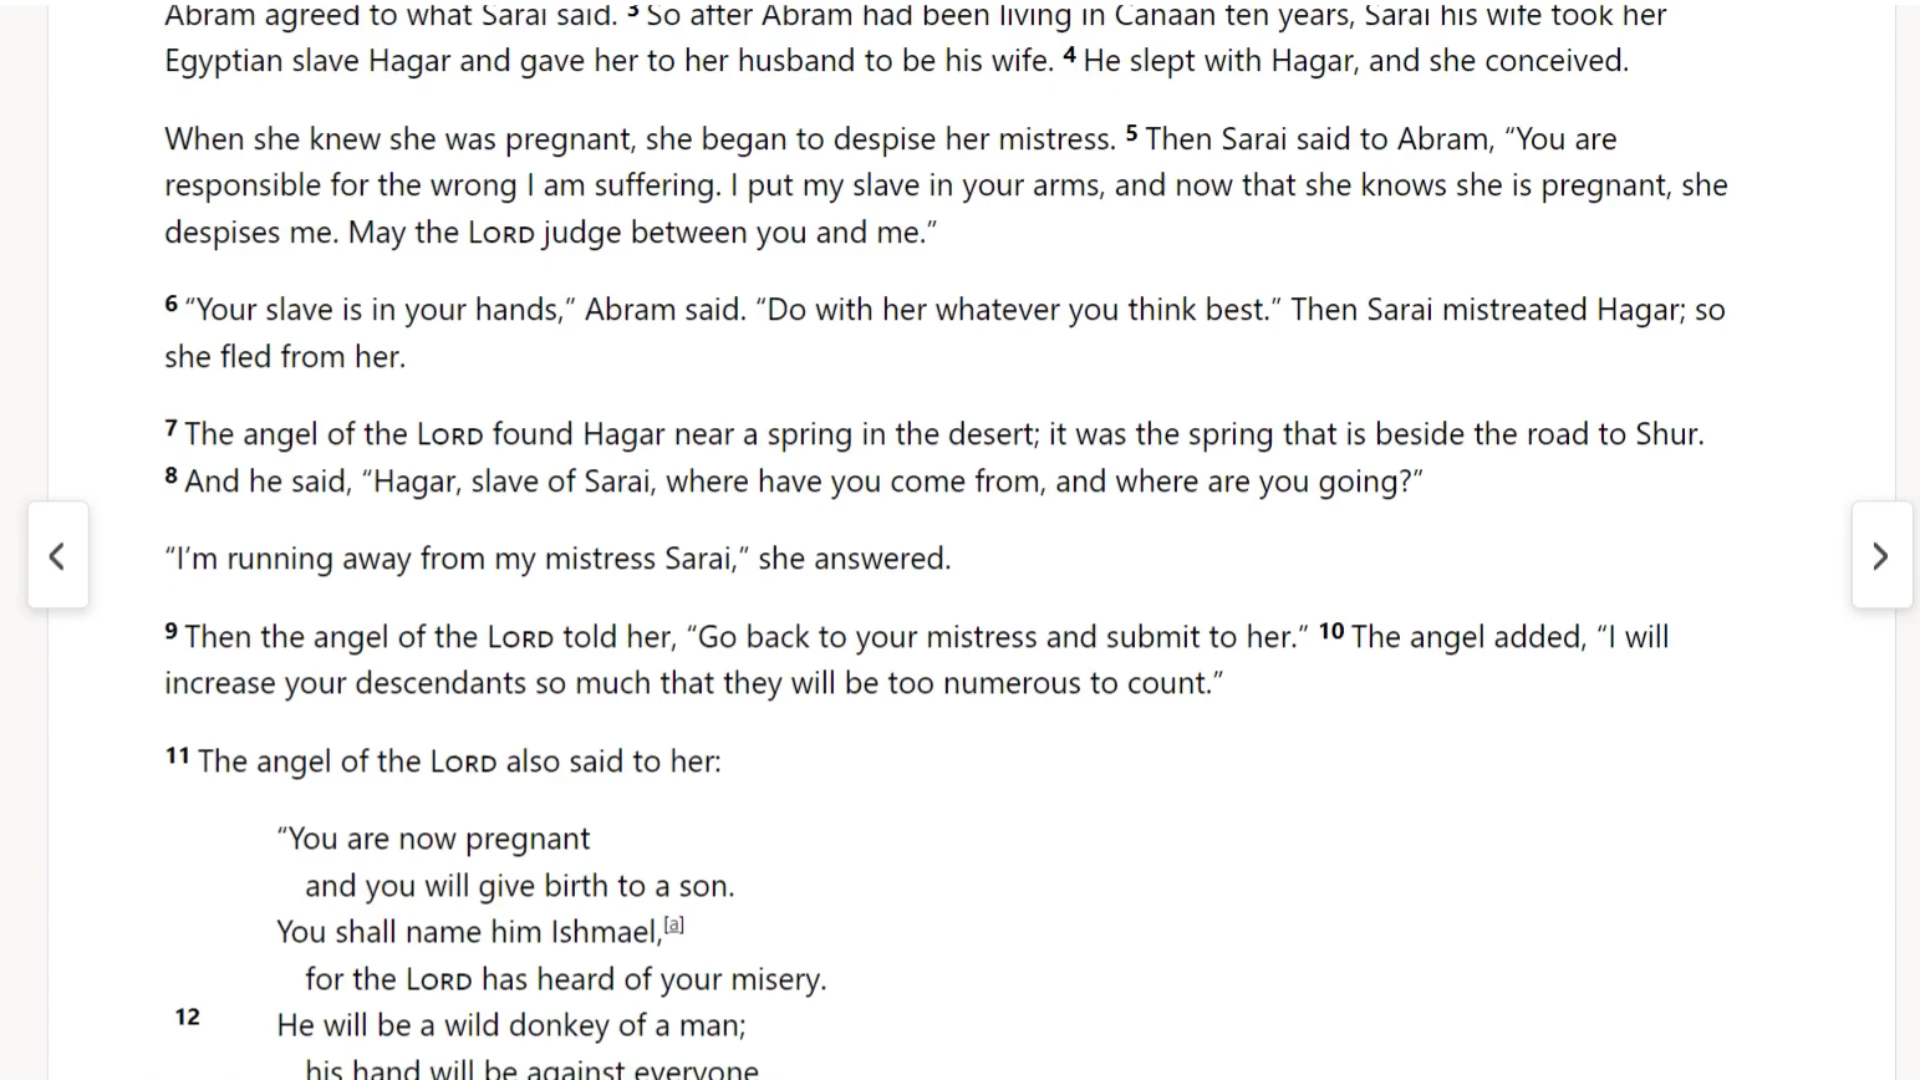 Abram agreed to what Sarai said. 3 So after Abram had been living in Canaan ten years, Sarai his wife took her
Egyptian slave Hagar and gave her to her husband to be his wife. 4 He slept with Hagar, and she conceived.
When she knew she was pregnant, she began to despise her mistress. 5 Then Sarai said to Abram, “You are
responsible for the wrong I am suffering. I put my slave in your arms, and now that she knows she is pregnant, she
despises me. May the LORD judge between you and me.”
6 “Your slave is in your hands,” Abram said. “Do with her whatever you think best.” Then Sarai mistreated Hagar; so
she fled from her.
7 The angel of the LORD found Hagar near a spring in the desert; it was the spring that is beside the road to Shur.
8 And he said, “Hagar, slave of Sarai, where have you come from, and where are you going?”
“I’m running away from my mistress Sarai,” she answered.
9 Then the angel of the LORD told her, “Go back to your mistress and submit to her.” 10 The angel added, “I will
increase your descendants so much that they will be too numerous to count.”
11 The angel of the LORD also said to her:
“You are now pregnant
and you will give birth to a son.
You shall name him Ishmael,[a]
for the LORD has heard of your misery.
12 He will be a wild donkey of a man;
his hand will be against everyone